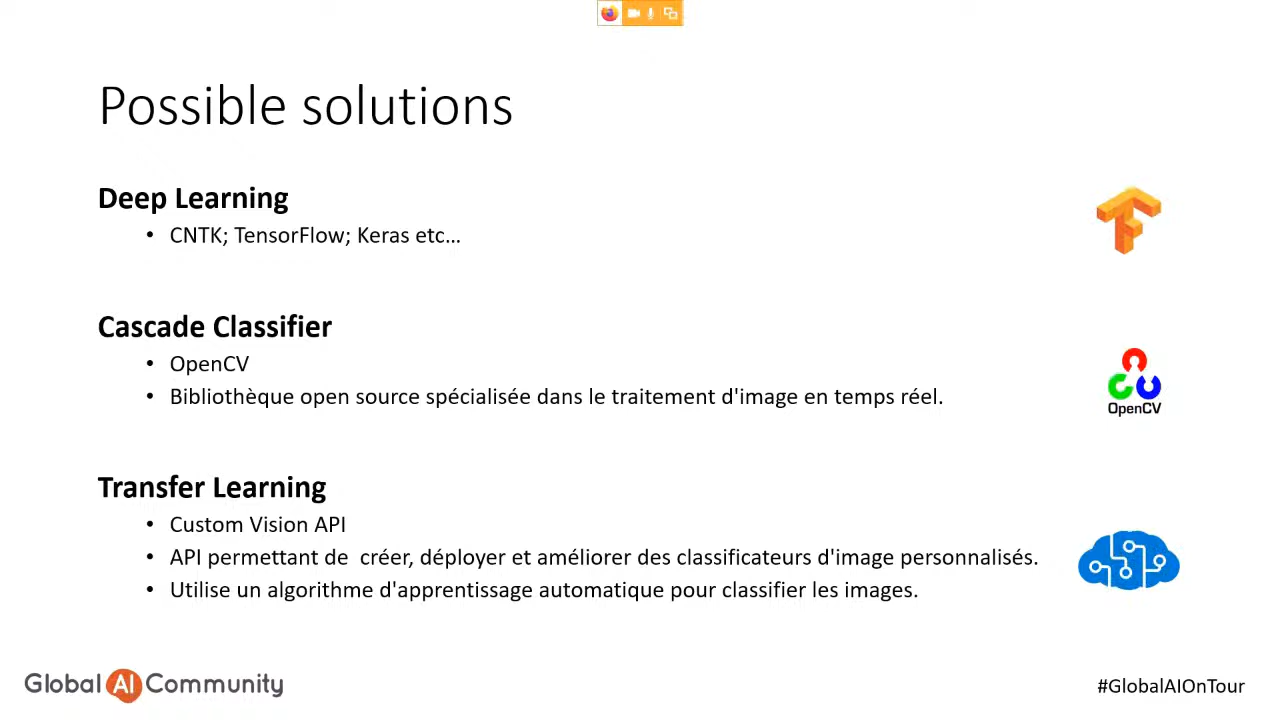 Possible solutions
Deep Learning
• CNTK; TensorFlow; Keras etc…
Cascade Classifier
• OpenCV
• Bibliothèque open source spécialisée dans le traitement d'image en temps réel.
OpenCV
Transfer Learning
• Custom Vision API
• API permettant de  créer, déployer et améliorer des classificateurs d'image personnalisés.
• Utilise un algorithme d'apprentissage automatique pour classifier les images.
Global AI Community
#GlobalAIOnTour